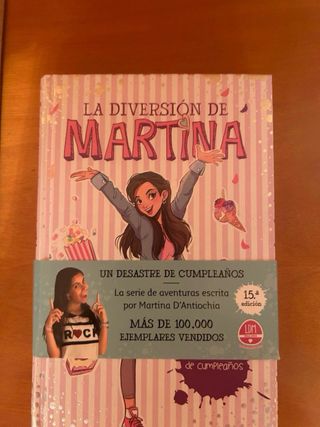 LA DIVERSIÓN DE
MARTINA
UN DESASTRE DE CUMPLEAÑOS
La serie de aventuras escrita
por Martina D'Antiochia
15.ª
edición
MÁS DE 100.000
EJEMPLARES VENDIDOS
LDM
ROCK
de cumpleaños